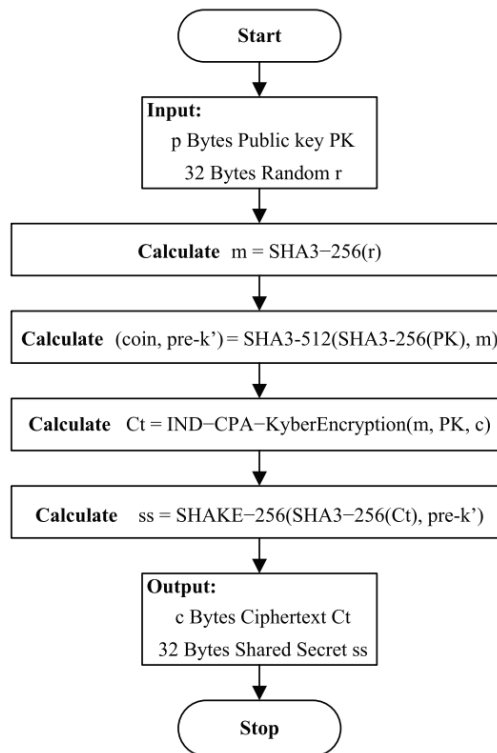 Start
Input:
p Bytes Public key PK
32 Bytes Random r
Calculate m = SHA3−256(r)
Calculate (coin, pre-k’) = SHA3-512(SHA3-256(PK), m)
Calculate Ct = IND−CPA−KyberEncryption(m, PK, c)
Calculate ss = SHAKE−256(SHA3−256(Ct), pre-k’)
Output:
c Bytes Ciphertext Ct
32 Bytes Shared Secret ss
Stop